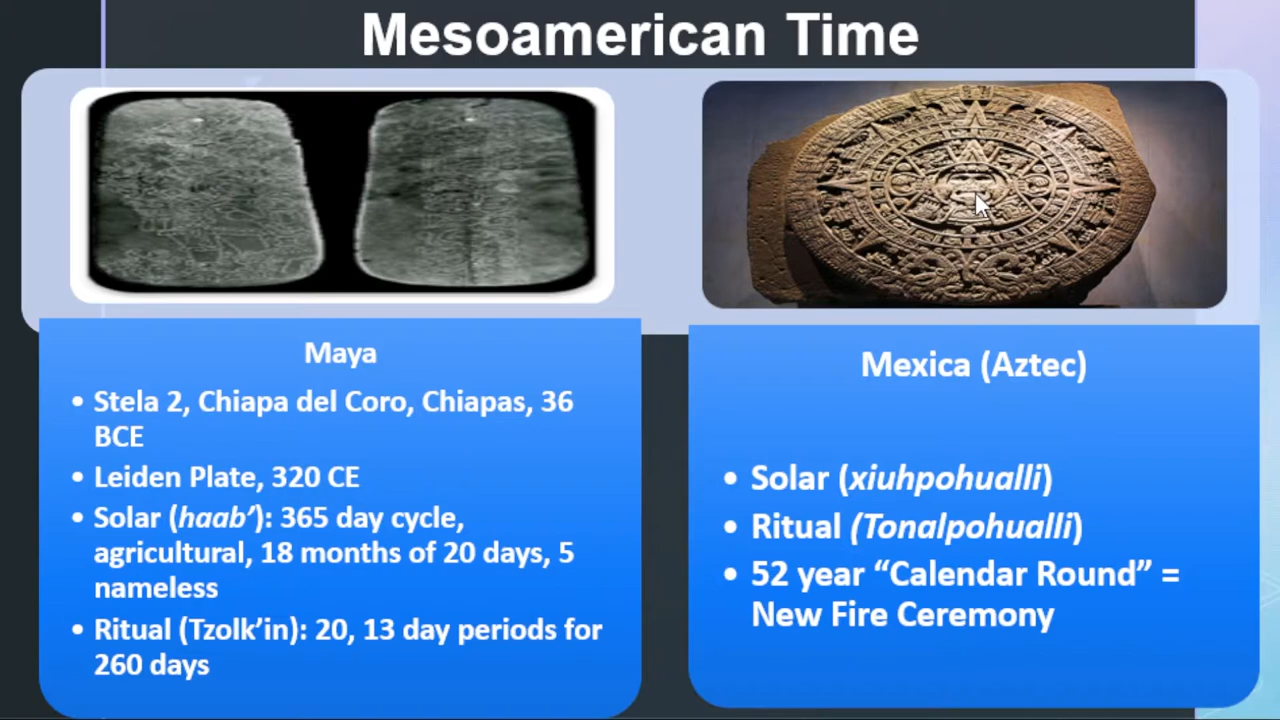 Mesoamerican Time
Maya
• Stela 2, Chiapa del Coro, Chiapas, 36
BCE
• Leiden Plate, 320 CE
• Solar (haab’): 365 day cycle,
agricultural, 18 months of 20 days, 5
nameless
• Ritual (Tzolk’in): 20, 13 day periods for
260 days
Mexica (Aztec)
• Solar (xiuhpohualli)
• Ritual (Tonalpohualli)
• 52 year “Calendar Round” =
New Fire Ceremony